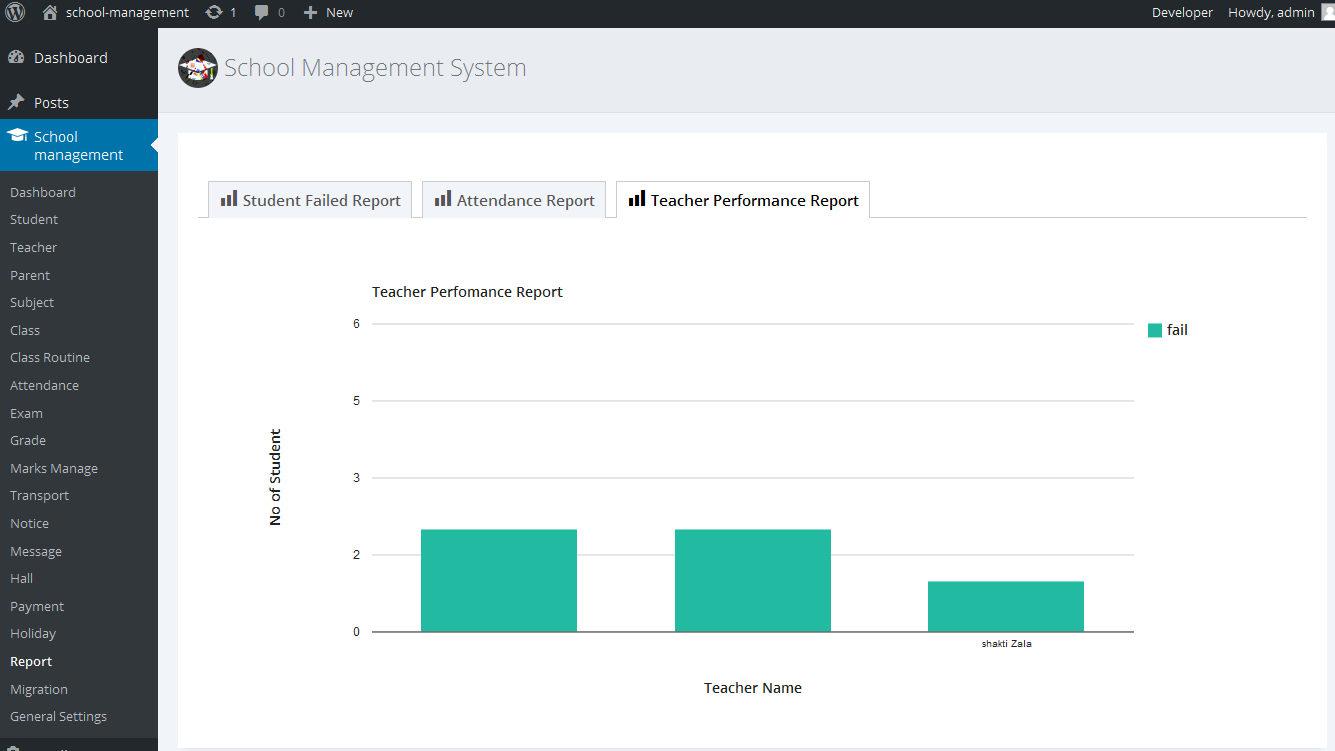 school-management 1 0 New Developer Howdy, admin
Dashboard
Posts
School
management
Dashboard
Student
Teacher
Parent
Subject
Class
Class Routine
Attendance
Exam
Grade
Marks Manage
Transport
Notice
Message
Hall
Payment
Holiday
Report
Migration
General Settings
School Management System
Student Failed Report Attendance Report Teacher Performance Report
Teacher Perfomance Report
6
5
3
2
0
No of Student
fail
shakti Zala
Teacher Name